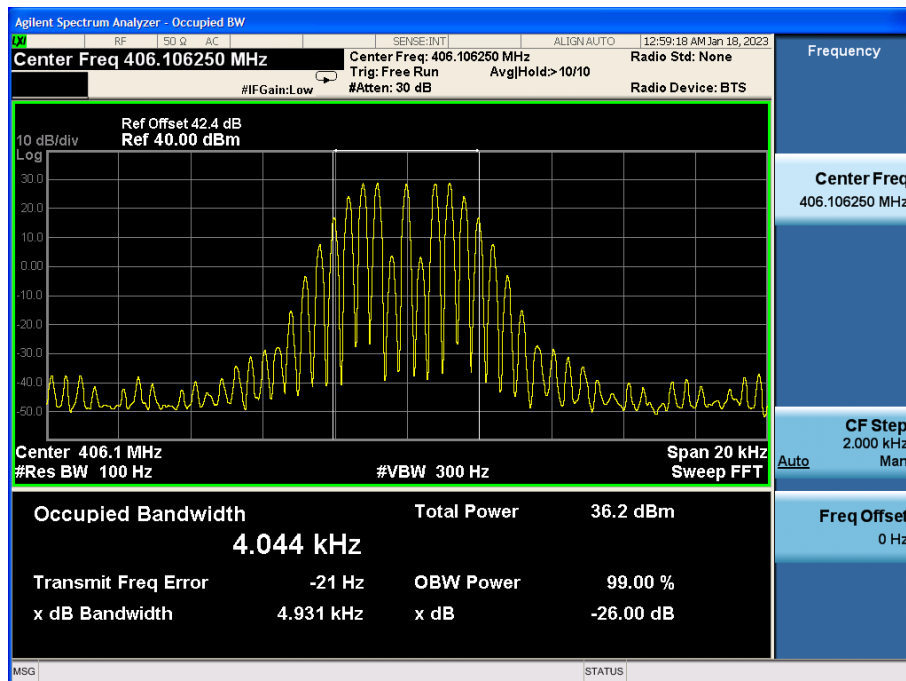 Agilent Spectrum Analyzer - Occupied BW
LXI RF 50 Ω AC SENSE:INT ALIGN AUTO 12:59:18 AM Jan 18, 2023
Center Freq 406.106250 MHz
Center Freq: 406.106250 MHz
Radio Std: None
Trig: Free Run Avg|Hold:>10/10
#IFGain:Low
#Atten: 30 dB
Radio Device: BTS
Ref Offset 42.4 dB
10 dB/div Ref 40.00 dBm
Log
30.0
20.0
10.0
0.00
-10.0
-20.0
-30.0
-40.0
-50.0
Center 406.1 MHz Span 20 kHz
#Res BW 100 Hz #VBW 300 Hz Sweep FFT
Occupied Bandwidth Total Power 36.2 dBm
4.044 kHz
Transmit Freq Error -21 Hz OBW Power 99.00 %
x dB Bandwidth 4.931 kHz x dB -26.00 dB
MSG STATUS
Frequency
Center Freq
406.106250 MHz
CF Step
2.000 kHz
Auto Man
Freq Offset
0 Hz